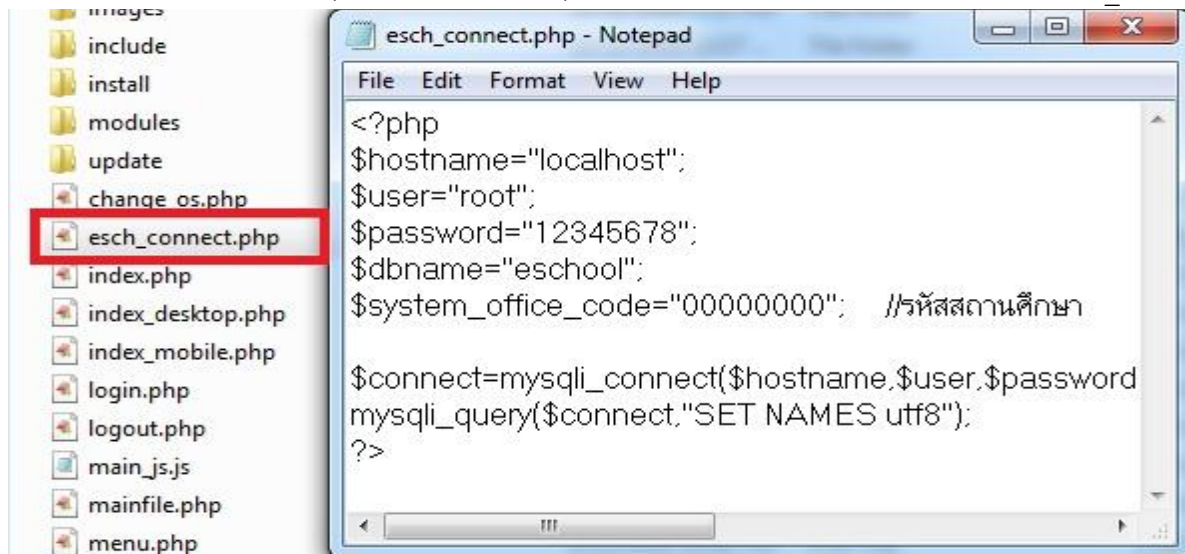 images
include
install
modules
update
change_os.php
esch_connect.php
index.php
index_desktop.php
index_mobile.php
login.php
logout.php
main_js.js
mainfile.php
menu.php
esch_connect.php - Notepad
File Edit Format View Help
<?php
$hostname="localhost";
$user="root";
$password="12345678";
$dbname="eschool";
$system_office_code="00000000"; //รหัสสถานศึกษา
$connect=mysqli_connect($hostname,$user,$password
mysqli_query($connect,"SET NAMES utf8");
?>